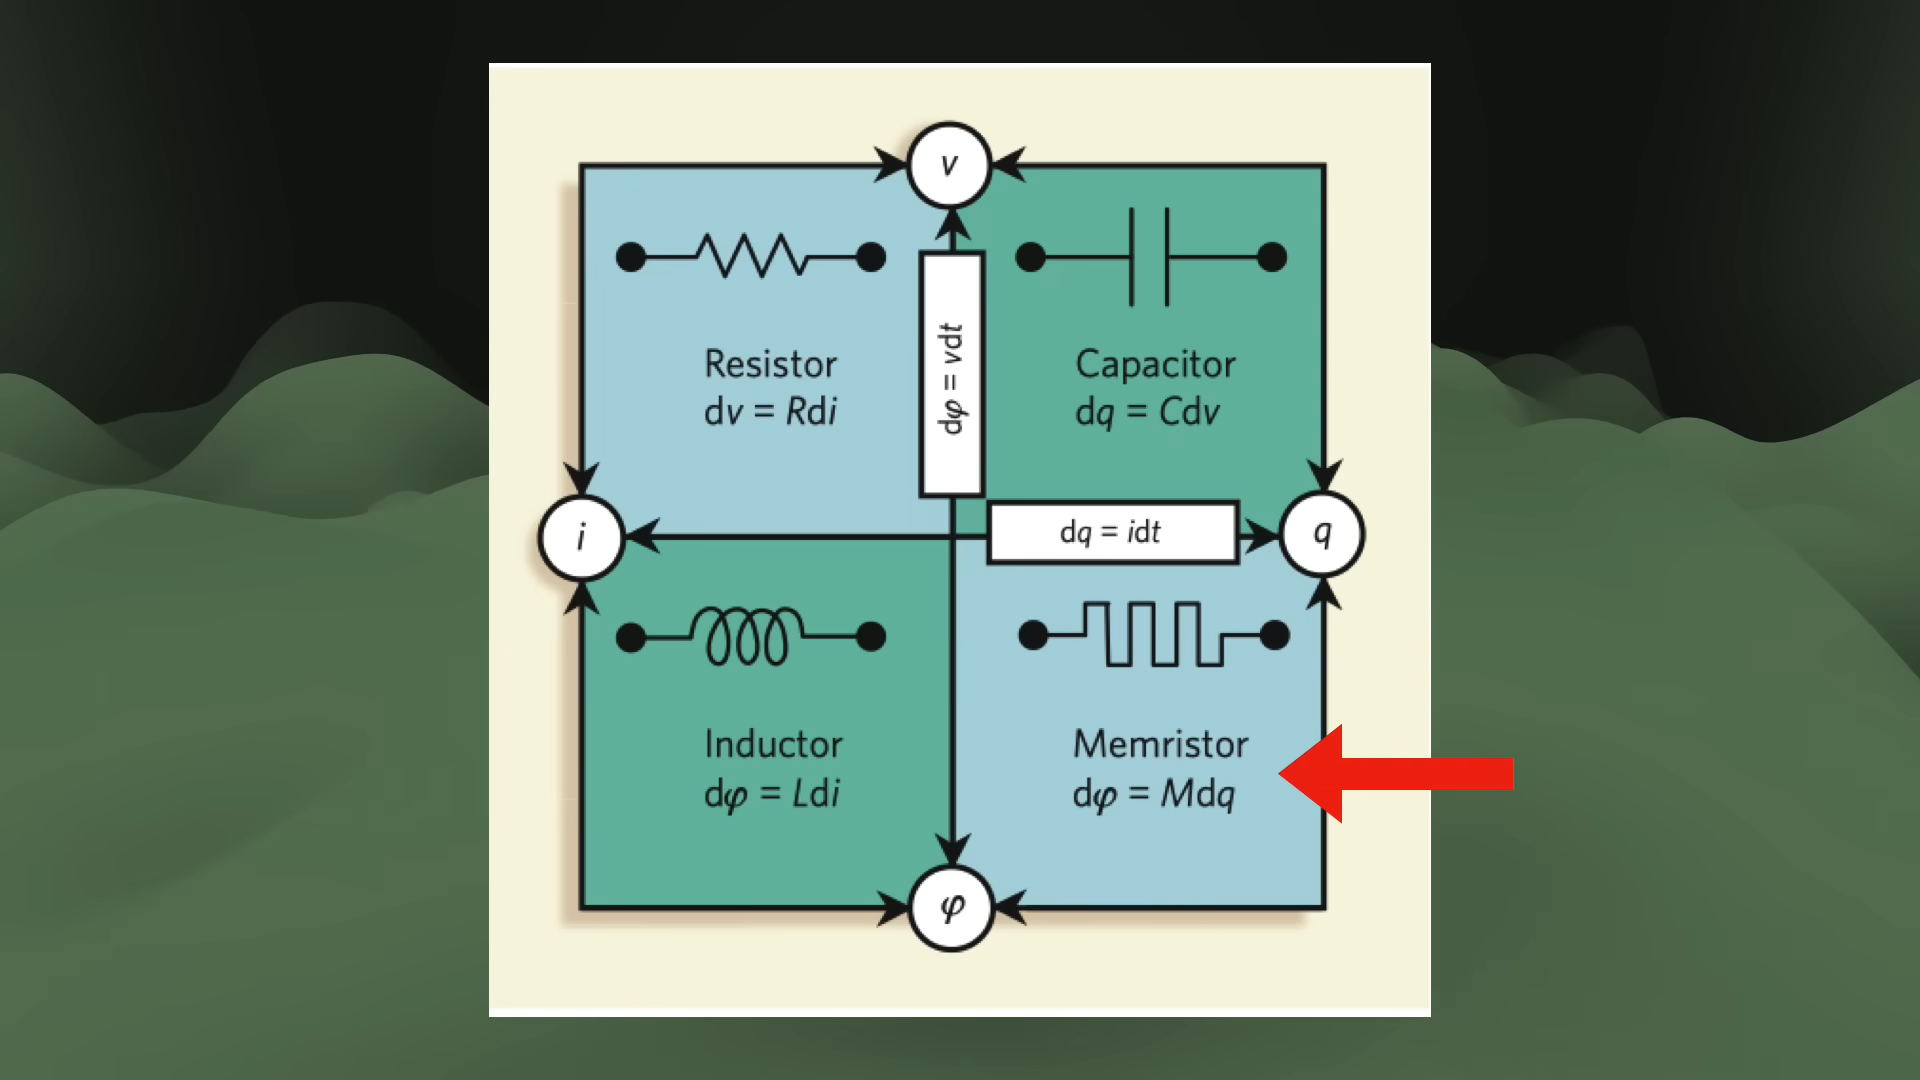 v
Resistor
dv = Rdi
dφ = vdt
Capacitor
dq = Cdv
i
dq = idt
q
Inductor
dφ = Ldi
Memristor
dφ = Mdq
φ